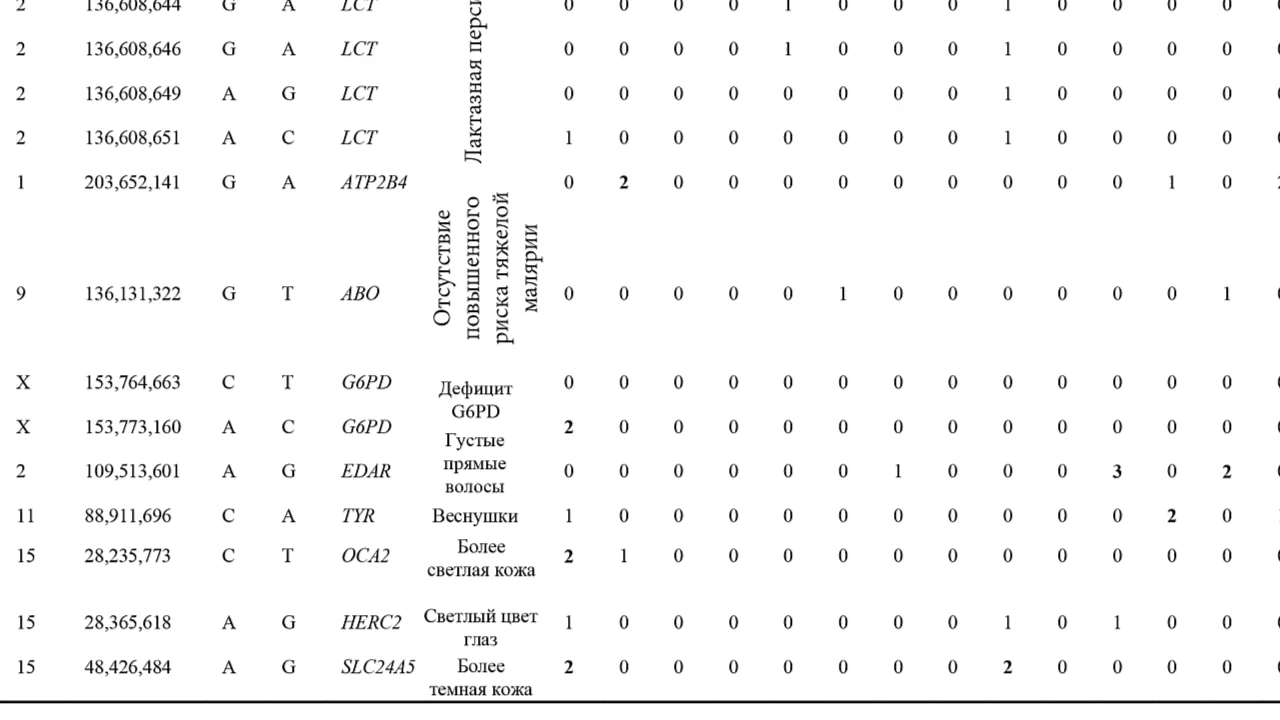 2 136,608,644 G A LCT 0 0 0 0 1 0 0 0 1 0 0 0 0
2 136,608,646 G A LCT 0 0 0 0 1 0 0 0 1 0 0 0 0
2 136,608,649 A G LCT 0 0 0 0 0 0 0 0 1 0 0 0 0
2 136,608,651 A C LCT 1 0 0 0 0 0 0 0 1 0 0 0 0
Лактазная
1 203,652,141 G A ATP2B4 0 2 0 0 0 0 0 0 0 0 0 1 0
9 136,131,322 G T ABO 0 0 0 0 0 1 0 0 0 0 0 0 1
Отсутствие
повышенного
риска тяжелой
малярии
X 153,764,663 C T G6PD 0 0 0 0 0 0 0 0 0 0 0 0 0
Дефицит
G6PD
X 153,773,160 A C G6PD 2 0 0 0 0 0 0 0 0 0 0 0 0
Густые
прямые
волосы
2 109,513,601 A G EDAR 0 0 0 0 0 0 1 0 0 0 3 0 2
11 88,911,696 C A TYR Веснушки 1 0 0 0 0 0 0 0 0 0 0 2 0
15 28,235,773 C T OCA2 2 1 0 0 0 0 0 0 0 0 0 0 0
Более
светлая кожа
15 28,365,618 A G HERC2 Светлый цвет 1 0 0 0 0 0 0 0 1 0 1 0 0
глаз
15 48,426,484 A G SLC24A5 Более 2 0 0 0 0 0 0 0 2 0 0 0 0
темная кожа